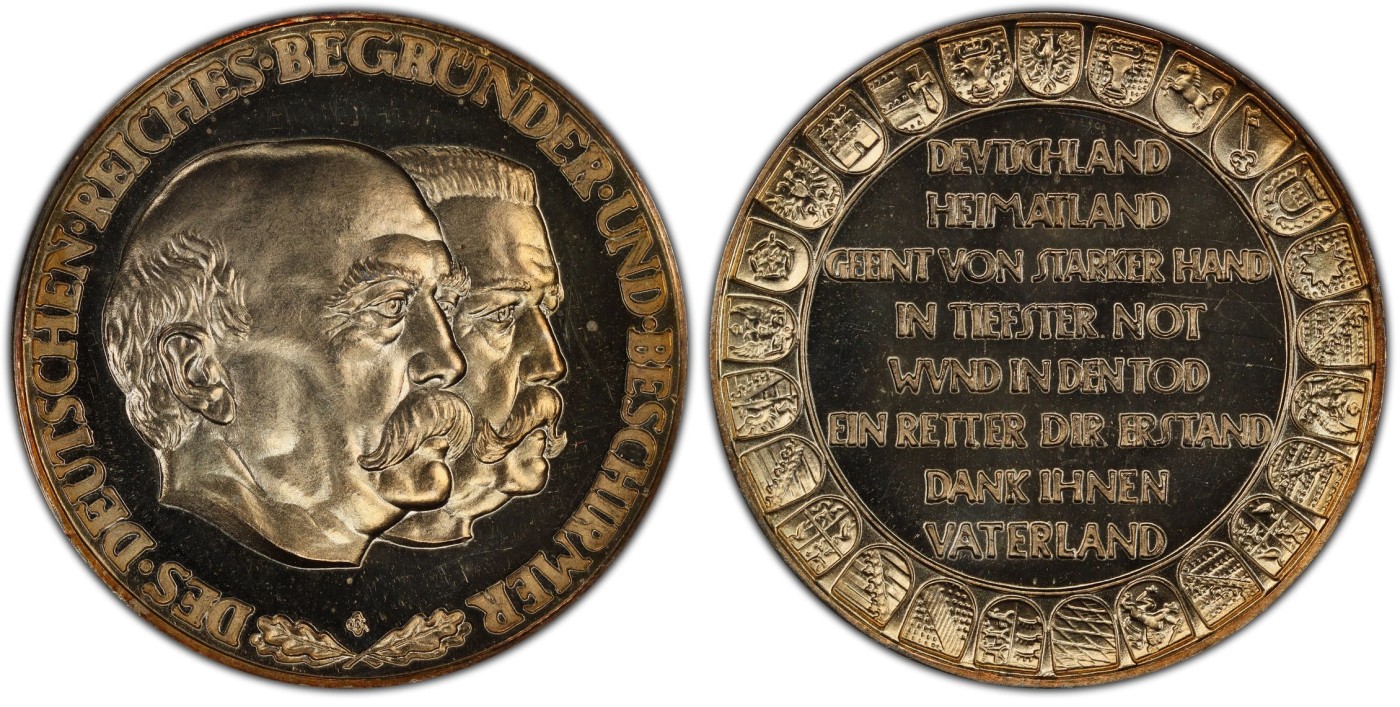 DES·DEUTSCHEN·REICHES·BEGRÜNDER·UND·BESCHIRMER
DEVTSCHLAND
HEIMATLAND
GEEINT VON STARKER HAND
IN TIEFSTER NOT
WVND IN DEN TOD
EIN RETTER DIR ERSTAND
DANK IHNEN
VATERLAND